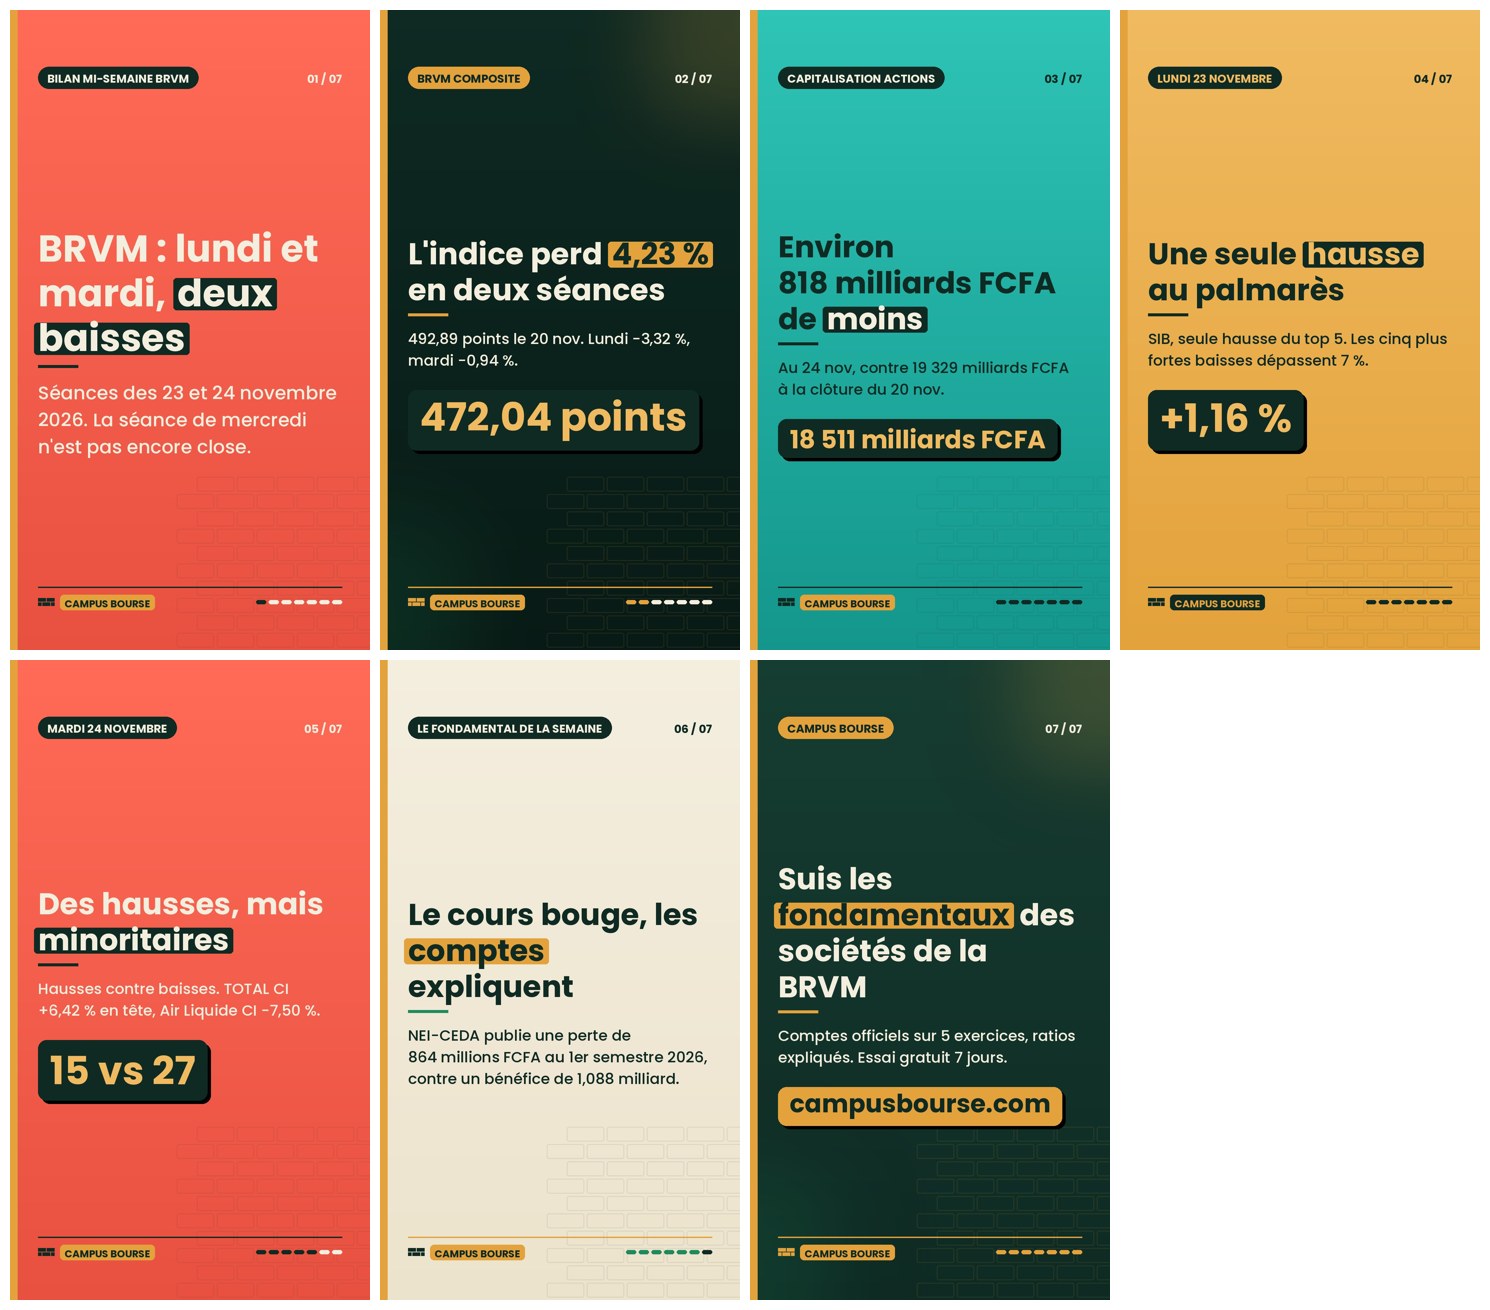 BILAN MI-SEMAINE BRVM
01 / 07
BRVM : lundi et
mardi, deux
baisses
Séances des 23 et 24 novembre
2026. La séance de mercredi
n'est pas encore close.
CAMPUS BOURSE
BRVM COMPOSITE
02 / 07
L'indice perd 4,23 %
en deux séances
492,89 points le 20 nov. Lundi -3,32 %,
mardi -0,94 %.
472,04 points
CAMPUS BOURSE
CAPITALISATION ACTIONS
03 / 07
Environ
818 milliards FCFA
de moins
Au 24 nov, contre 19 329 milliards FCFA
à la clôture du 20 nov.
18 511 milliards FCFA
CAMPUS BOURSE
LUNDI 23 NOVEMBRE
04 / 07
Une seule hausse
au palmarès
SIB, seule hausse du top 5. Les cinq plus
fortes baisses dépassent 7 %.
+1,16 %
CAMPUS BOURSE
MARDI 24 NOVEMBRE
05 / 07
Des hausses, mais
minoritaires
Hausses contre baisses. TOTAL CI
+6,42 % en tête, Air Liquide CI -7,50 %.
15 vs 27
CAMPUS BOURSE
LE FONDAMENTAL DE LA SEMAINE
06 / 07
Le cours bouge, les
comptes
expliquent
NEI-CEDA publie une perte de
864 millions FCFA au 1er semestre 2026,
contre un bénéfice de 1,088 milliard.
CAMPUS BOURSE
CAMPUS BOURSE
07 / 07
Suis les
fondamentaux des
sociétés de la
BRVM
Comptes officiels sur 5 exercices, ratios
expliqués. Essai gratuit 7 jours.
campusbourse.com
CAMPUS BOURSE